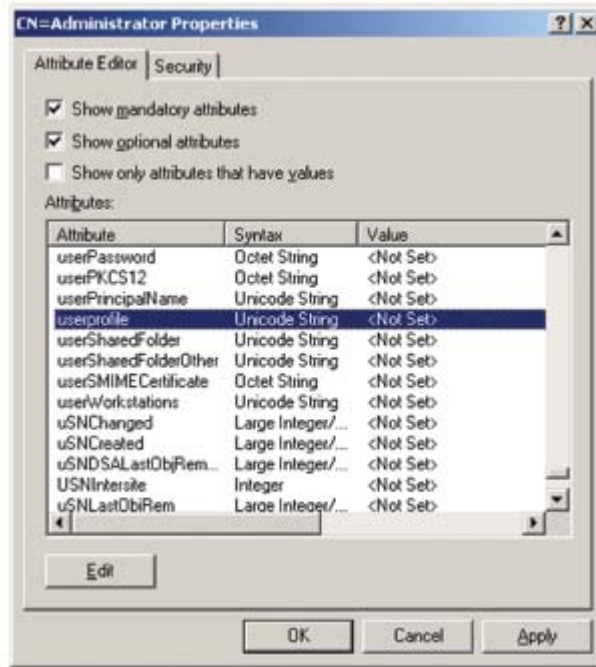 CN=Administrator Properties
Attribute Editor Security
Show mandatory attributes
Show optional attributes
Show only attributes that have values
Attributes:
Attribute Syntax Value
userPassword Octet String <Not Set>
userPKCS12 Octet String <Not Set>
userPrincipalName Unicode String <Not Set>
userprofile Unicode String <Not Set>
userSharedFolder Unicode String <Not Set>
userSharedFolderOther Unicode String <Not Set>
userSMIMECertificate Octet String <Not Set>
userWorkstations Unicode String <Not Set>
uSNChanged Large Integer/... <Not Set>
uSNCreated Large Integer/... <Not Set>
uSNDSALastObjRem... Large Integer/... <Not Set>
USNIntersite Integer <Not Set>
uSNLastObjRem Large Integer/... <Not Set>
Edit
OK Cancel Apply